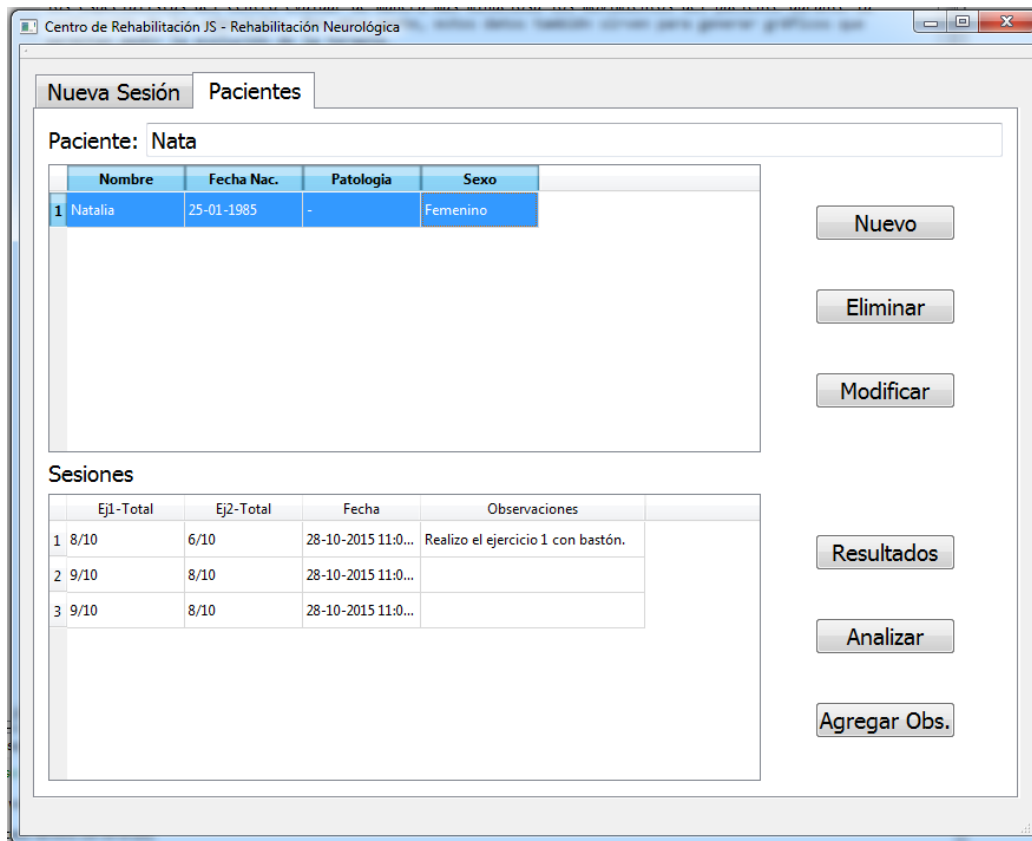 Centro de Rehabilitación JS - Rehabilitación Neurológica
Nueva Sesión Pacientes
Paciente: Nata
Nombre Fecha Nac. Patologia Sexo
1 Natalia 25-01-1985 - Femenino
Nuevo
Eliminar
Modificar
Sesiones
Ej1-Total Ej2-Total Fecha Observaciones
1 8/10 6/10 28-10-2015 11:0... Realizo el ejercicio 1 con bastón.
2 9/10 8/10 28-10-2015 11:0...
3 9/10 8/10 28-10-2015 11:0...
Resultados
Analizar
Agregar Obs.